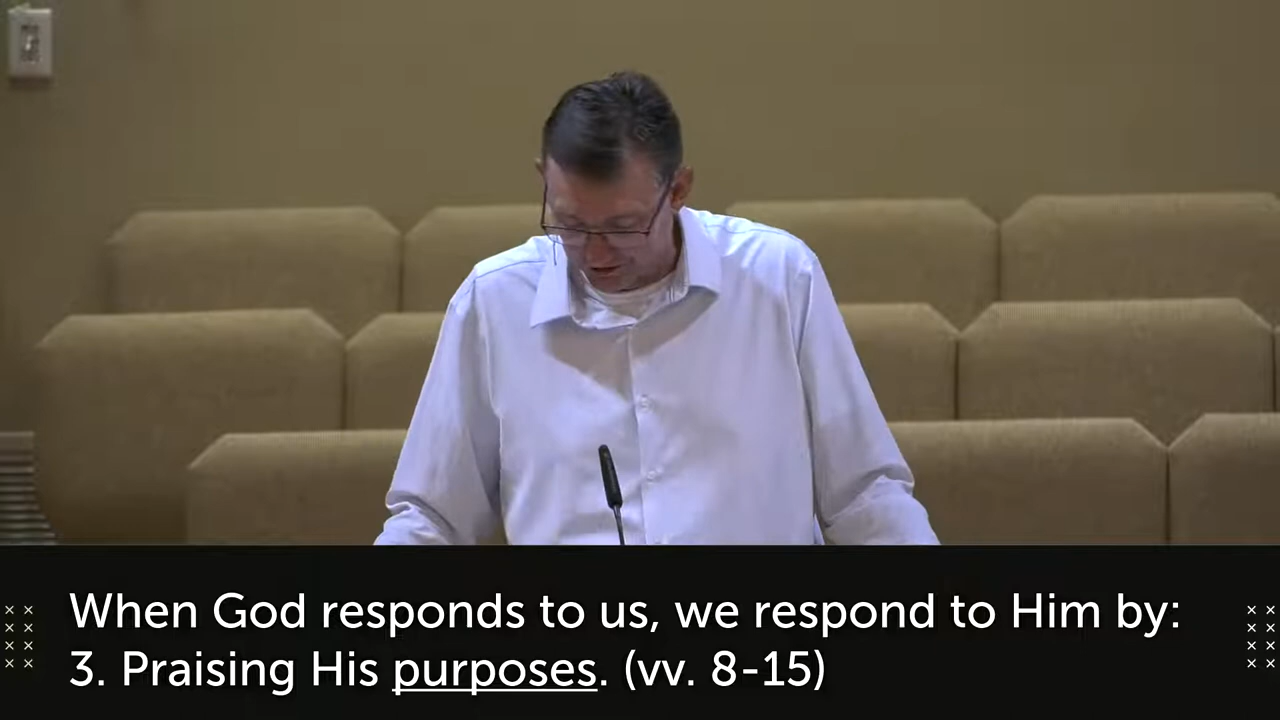 When God responds to us, we respond to Him by:
3. Praising His purposes. (vv. 8-15)